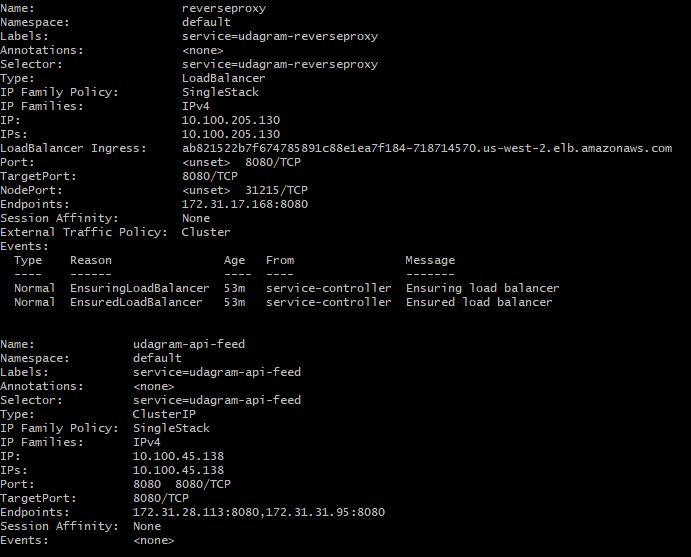 Name:                     reverseproxy
Namespace:                default
Labels:                   service=udagram-reverseproxy
Annotations:              <none>
Selector:                 service=udagram-reverseproxy
Type:                     LoadBalancer
IP Family Policy:         SingleStack
IP Families:              IPv4
IP:                       10.100.205.130
IPs:                      10.100.205.130
LoadBalancer Ingress:     ab821522b7f674785891c88e1ea7f184-718714570.us-west-2.elb.amazonaws.com
Port:                     <unset>  8080/TCP
TargetPort:               8080/TCP
NodePort:                 <unset>  31215/TCP
Endpoints:                172.31.17.168:8080
Session Affinity:         None
External Traffic Policy:  Cluster
Events:
  Type    Reason                Age   From                Message
  ----    ------                ----  ----                -------
  Normal  EnsuringLoadBalancer  53m   service-controller  Ensuring load balancer
  Normal  EnsuredLoadBalancer   53m   service-controller  Ensured load balancer
Name:              udagram-api-feed
Namespace:         default
Labels:            service=udagram-api-feed
Annotations:       <none>
Selector:          service=udagram-api-feed
Type:              ClusterIP
IP Family Policy:  SingleStack
IP Families:       IPv4
IP:                10.100.45.138
IPs:               10.100.45.138
Port:              8080  8080/TCP
TargetPort:        8080/TCP
Endpoints:         172.31.28.113:8080,172.31.31.95:8080
Session Affinity:  None
Events:            <none>